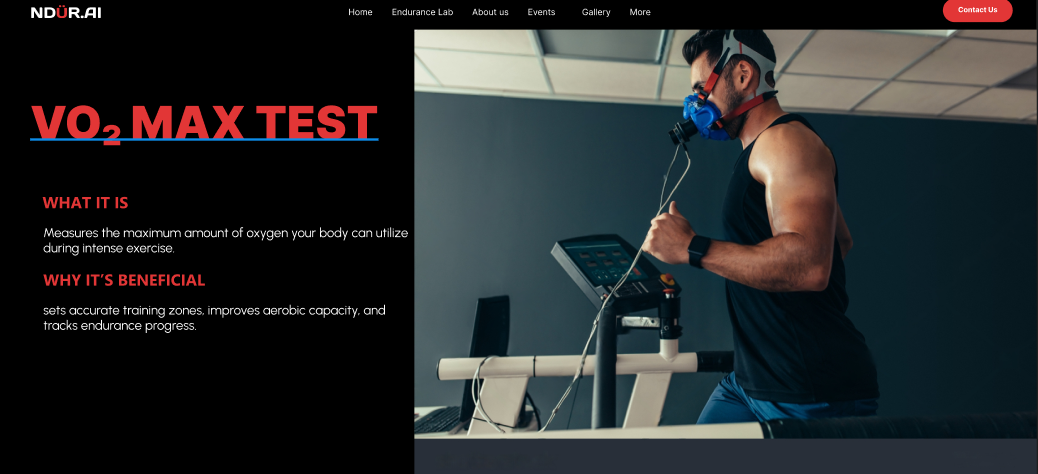 NDÜR.AI
Home Endurance Lab About us Events Gallery More
Contact Us
VO₂ MAX TEST
WHAT IT IS
Measures the maximum amount of oxygen your body can utilize
during intense exercise.
WHY IT'S BENEFICIAL
sets accurate training zones, improves aerobic capacity, and
tracks endurance progress.